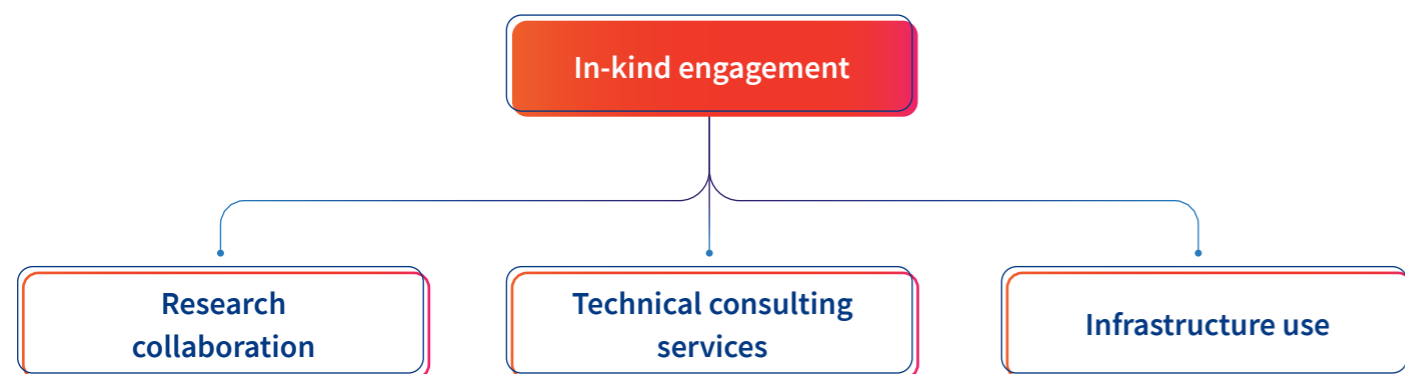 In-kind engagement
Research
collaboration
Technical consulting
services
Infrastructure use